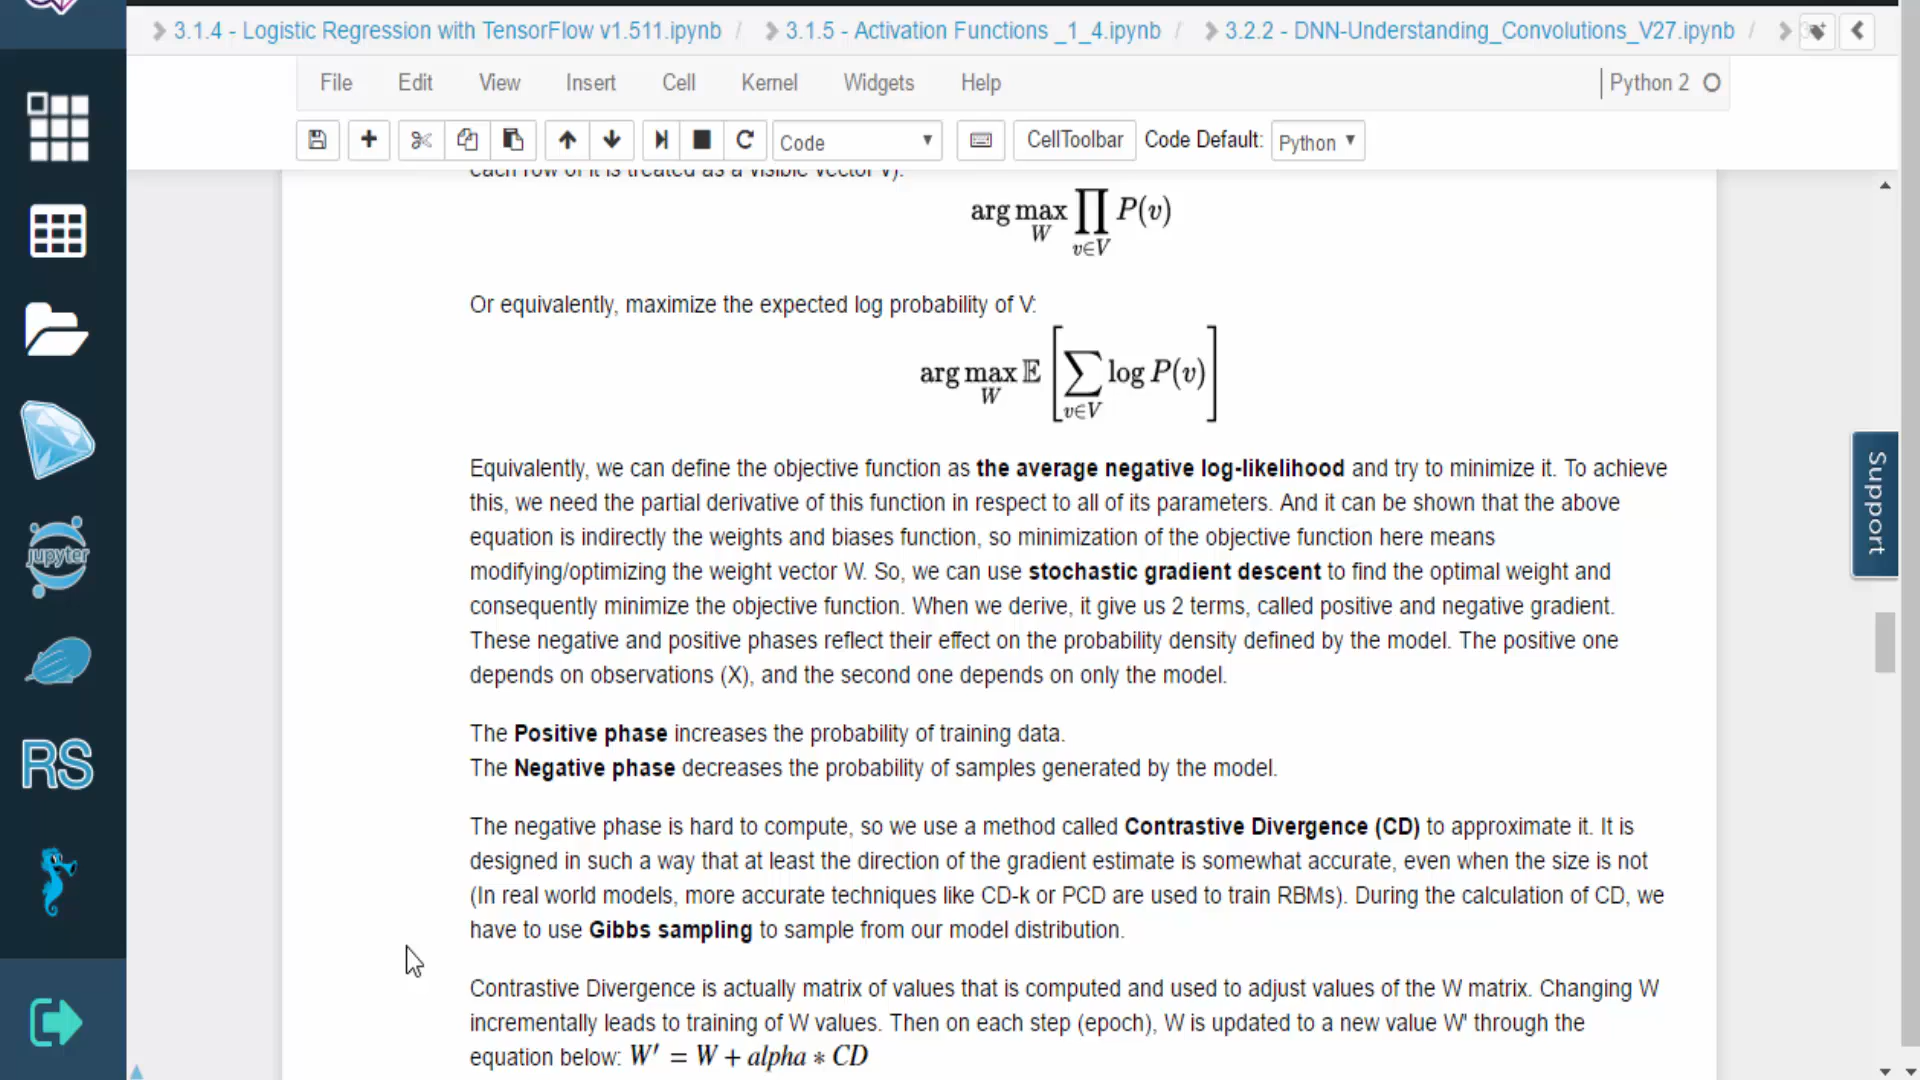 3.1.4 - Logistic Regression with TensorFlow v1.511.ipynb / 3.1.5 - Activation Functions _1_4.ipynb / 3.2.2 - DNN-Understanding_Convolutions_V27.ipynb /
File Edit View Insert Cell Kernel Widgets Help Python 2
Code CellToolbar Code Default: Python
each row of it is treated as a visible vector v):
arg max ∏ P(v)
W v∈V
Or equivalently, maximize the expected log probability of V:
arg max 𝔼 [∑ log P(v)]
W v∈V
Equivalently, we can define the objective function as the average negative log-likelihood and try to minimize it. To achieve
this, we need the partial derivative of this function in respect to all of its parameters. And it can be shown that the above
equation is indirectly the weights and biases function, so minimization of the objective function here means
modifying/optimizing the weight vector W. So, we can use stochastic gradient descent to find the optimal weight and
consequently minimize the objective function. When we derive, it give us 2 terms, called positive and negative gradient.
These negative and positive phases reflect their effect on the probability density defined by the model. The positive one
depends on observations (X), and the second one depends on only the model.
The Positive phase increases the probability of training data.
The Negative phase decreases the probability of samples generated by the model.
The negative phase is hard to compute, so we use a method called Contrastive Divergence (CD) to approximate it. It is
designed in such a way that at least the direction of the gradient estimate is somewhat accurate, even when the size is not
(In real world models, more accurate techniques like CD-k or PCD are used to train RBMs). During the calculation of CD, we
have to use Gibbs sampling to sample from our model distribution.
Contrastive Divergence is actually matrix of values that is computed and used to adjust values of the W matrix. Changing W
incrementally leads to training of W values. Then on each step (epoch), W is updated to a new value W' through the
equation below: W′ = W + alpha ∗ CD
jupyter
RS
Support